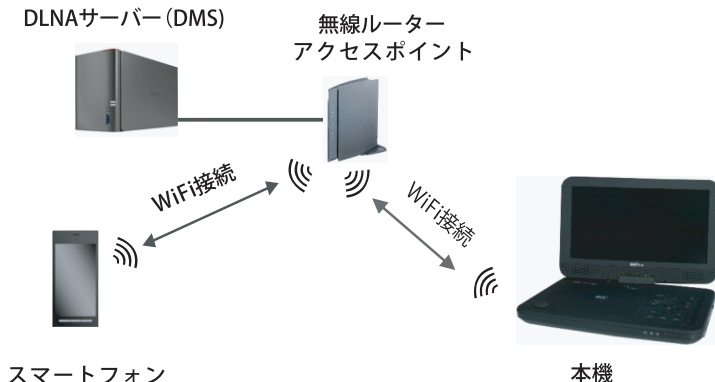 DLNAサーバー(DMS)
無線ルーター
アクセスポイント
WiFi接続
WiFi接続
スマートフォン
本機